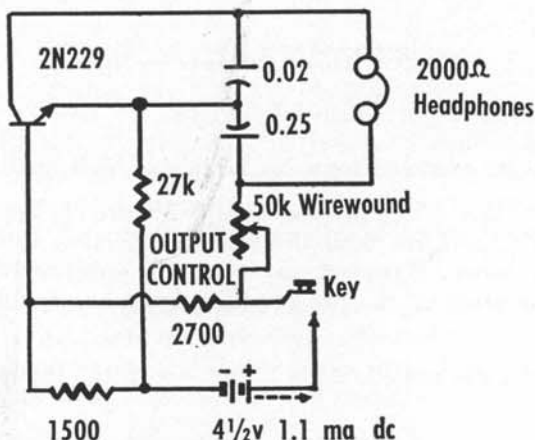 2N229
0.02
2000Ω
Headphones
0.25
27k
50k Wirewound
OUTPUT
CONTROL
Key
2700
- +
1500
4½v 1.1 ma dc